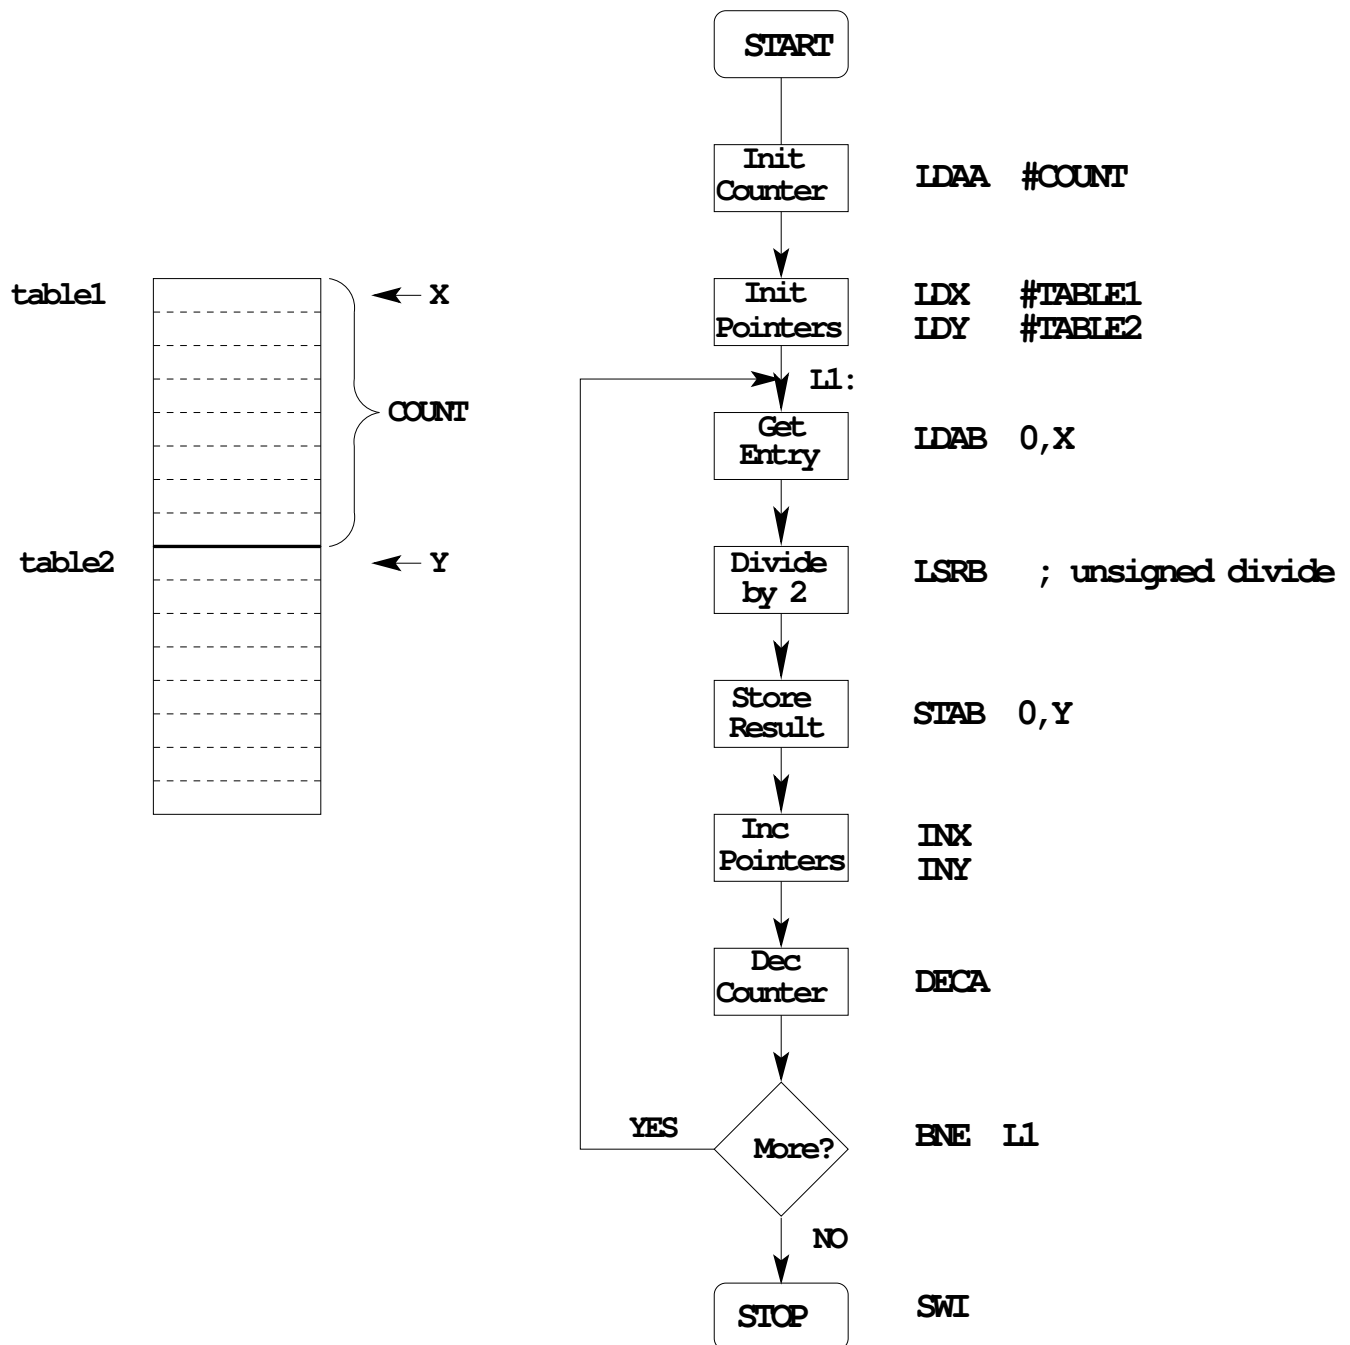 START
Init
Counter
LDAA #COUNT
table1
X
Init
Pointers
LDX #TABLE1
LDY #TABLE2
L1:
COUNT
Get
Entry
LDAB 0,X
table2
Y
Divide
by 2
LSRB ; unsigned divide
Store
Result
STAB 0,Y
Inc
Pointers
INX
INY
Dec
Counter
DECA
YES
More?
BNE L1
NO
STOP
SWI